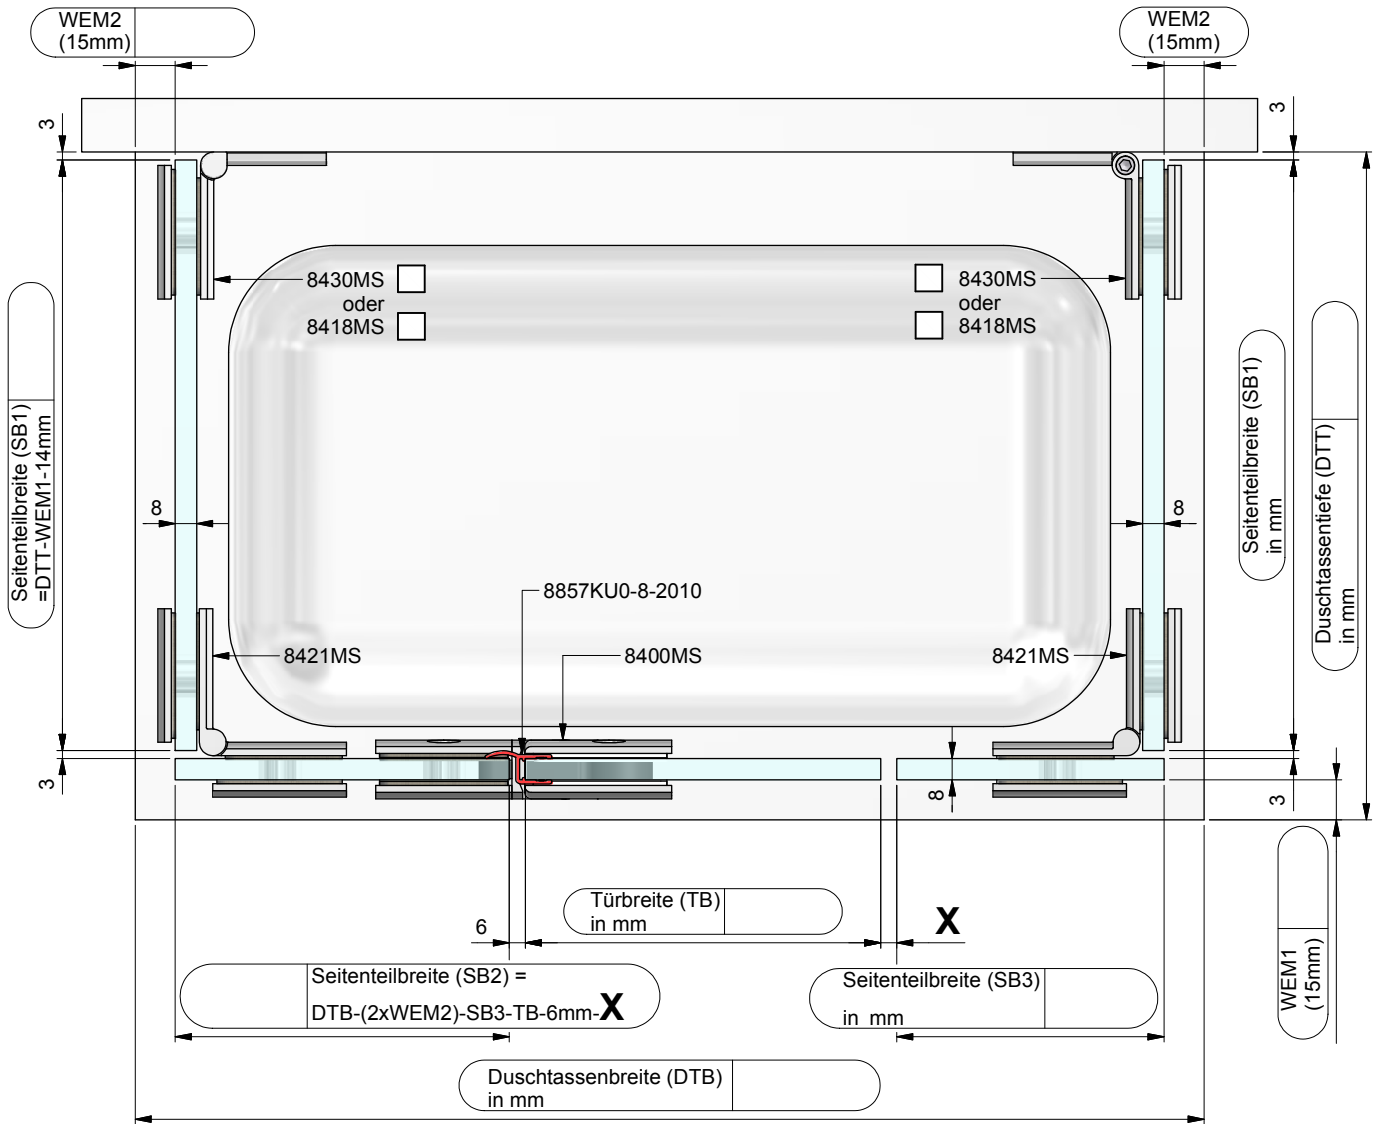 WEM2
(15mm)
WEM2
(15mm)
3
3
8430MS
oder
8418MS
8430MS
oder
8418MS
Seitenteilbreite (SB1)
=DTT-WEM1-14mm
Seitenteilbreite (SB1)
in mm
Duschtassentiefe (DTT)
in mm
8
8
8857KU0-8-2010
8421MS
8400MS
8421MS
3
8
3
Türbreite (TB)
in mm
6
X
WEM1
(15mm)
Seitenteilbreite (SB2) =
DTB-(2xWEM2)-SB3-TB-6mm-X
Seitenteilbreite (SB3)
in mm
Duschtassenbreite (DTB)
in mm